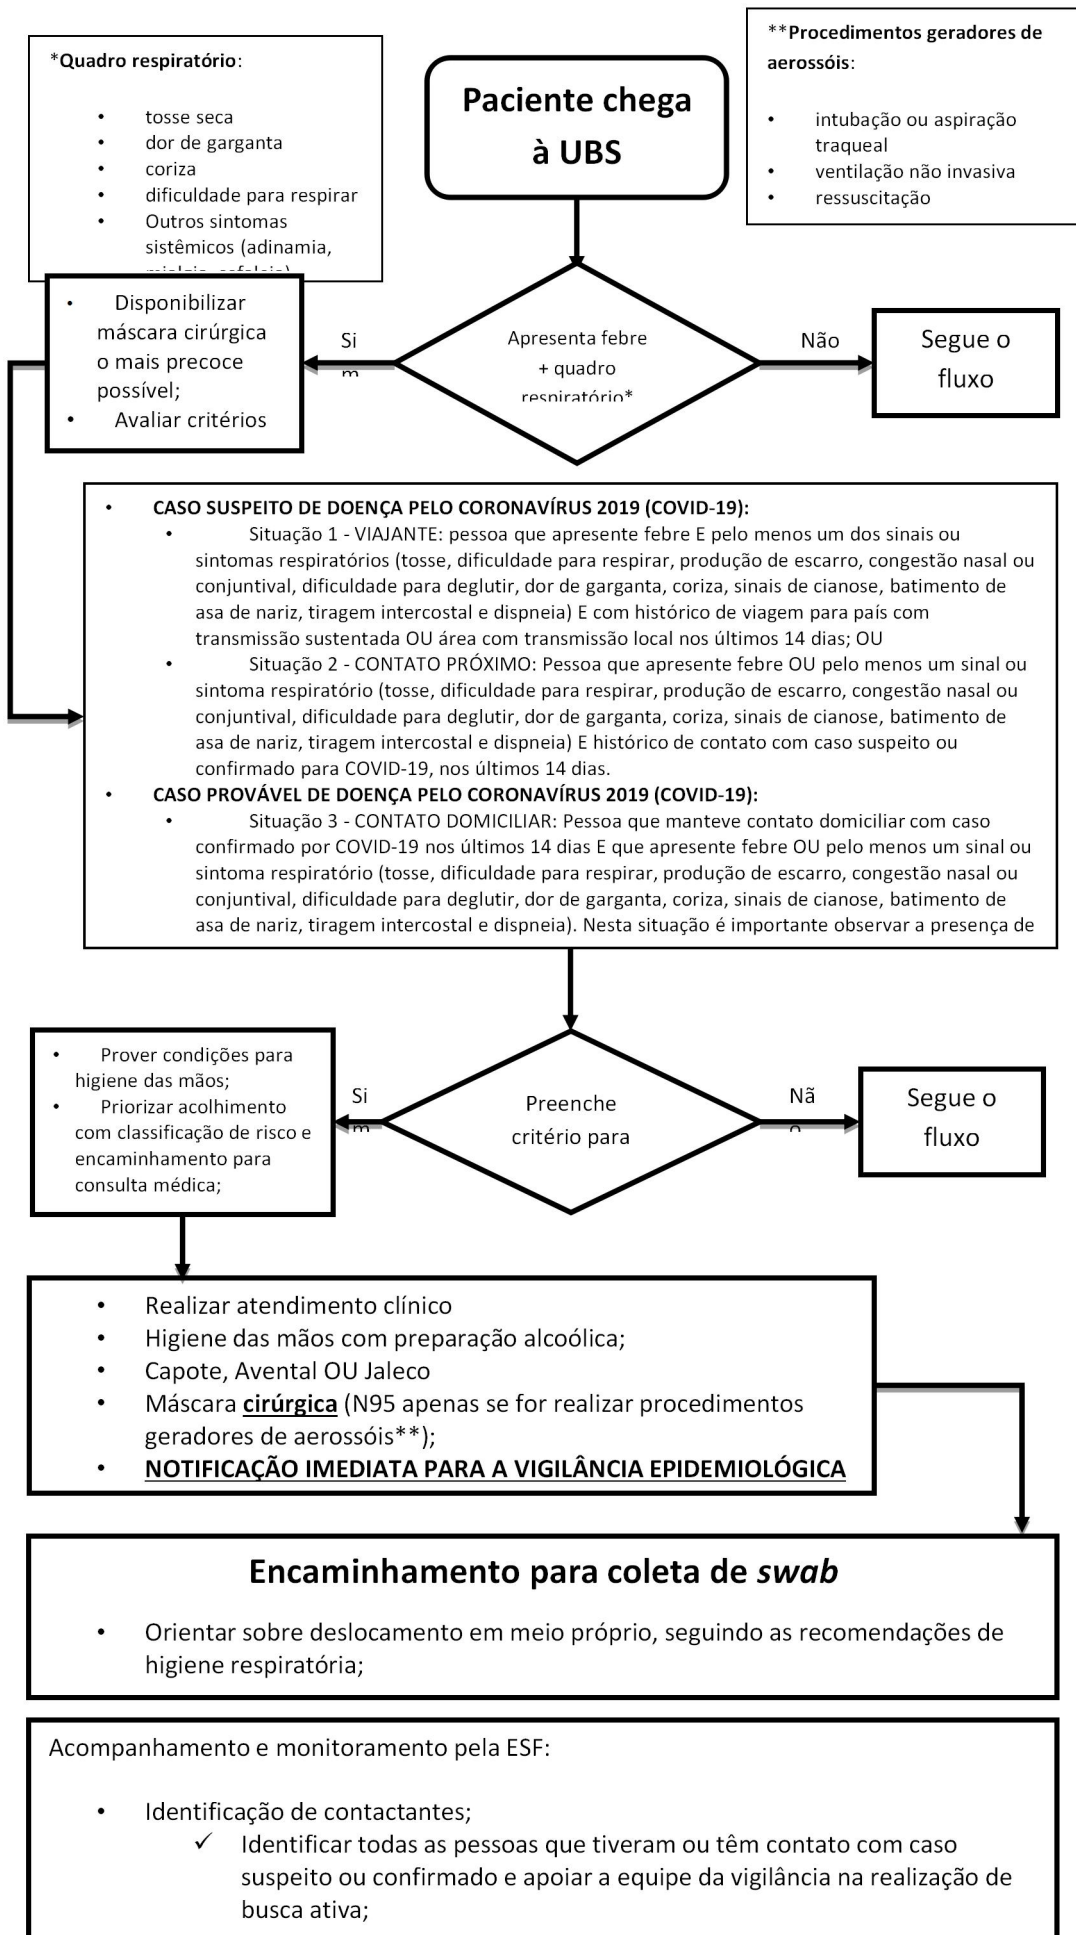 *Quadro respiratório:
• tosse seca
• dor de garganta
• coriza
• dificuldade para respirar
• Outros sintomas
sistêmicos (adinamia,
Paciente chega
à UBS
**Procedimentos geradores de
aerossóis:
• intubação ou aspiração
traqueal
• ventilação não invasiva
• ressuscitação
• Disponibilizar
máscara cirúrgica
o mais precoce
possível;
• Avaliar critérios
Si
Apresenta febre
+ quadro
respiratório*
Não
Segue o
fluxo
• CASO SUSPEITO DE DOENÇA PELO CORONAVÍRUS 2019 (COVID-19):
• Situação 1 - VIAJANTE: pessoa que apresente febre E pelo menos um dos sinais ou
sintomas respiratórios (tosse, dificuldade para respirar, produção de escarro, congestão nasal ou
conjuntival, dificuldade para deglutir, dor de garganta, coriza, sinais de cianose, batimento de
asa de nariz, tiragem intercostal e dispneia) E com histórico de viagem para país com
transmissão sustentada OU área com transmissão local nos últimos 14 dias; OU
• Situação 2 - CONTATO PRÓXIMO: Pessoa que apresente febre OU pelo menos um sinal ou
sintoma respiratório (tosse, dificuldade para respirar, produção de escarro, congestão nasal ou
conjuntival, dificuldade para deglutir, dor de garganta, coriza, sinais de cianose, batimento de
asa de nariz, tiragem intercostal e dispneia) E histórico de contato com caso suspeito ou
confirmado para COVID-19, nos últimos 14 dias.
• CASO PROVÁVEL DE DOENÇA PELO CORONAVÍRUS 2019 (COVID-19):
• Situação 3 - CONTATO DOMICILIAR: Pessoa que manteve contato domiciliar com caso
confirmado por COVID-19 nos últimos 14 dias E que apresente febre OU pelo menos um sinal ou
sintoma respiratório (tosse, dificuldade para respirar, produção de escarro, congestão nasal ou
conjuntival, dificuldade para deglutir, dor de garganta, coriza, sinais de cianose, batimento de
asa de nariz, tiragem intercostal e dispneia). Nesta situação é importante observar a presença de
• Prover condições para
higiene das mãos;
• Priorizar acolhimento
com classificação de risco e
encaminhamento para
consulta médica;
Si
m
Preenche
critério para
Nã
o
Segue o
fluxo
• Realizar atendimento clínico
• Higiene das mãos com preparação alcoólica;
• Capote, Avental OU Jaleco
• Máscara cirúrgica (N95 apenas se for realizar procedimentos
geradores de aerossóis**);
• NOTIFICAÇÃO IMEDIATA PARA A VIGILÂNCIA EPIDEMIOLÓGICA
Encaminhamento para coleta de swab
• Orientar sobre deslocamento em meio próprio, seguindo as recomendações de
higiene respiratória;
Acompanhamento e monitoramento pela ESF:
• Identificação de contactantes;
✓ Identificar todas as pessoas que tiveram ou têm contato com caso
suspeito ou confirmado e apoiar a equipe da vigilância na realização de
busca ativa;